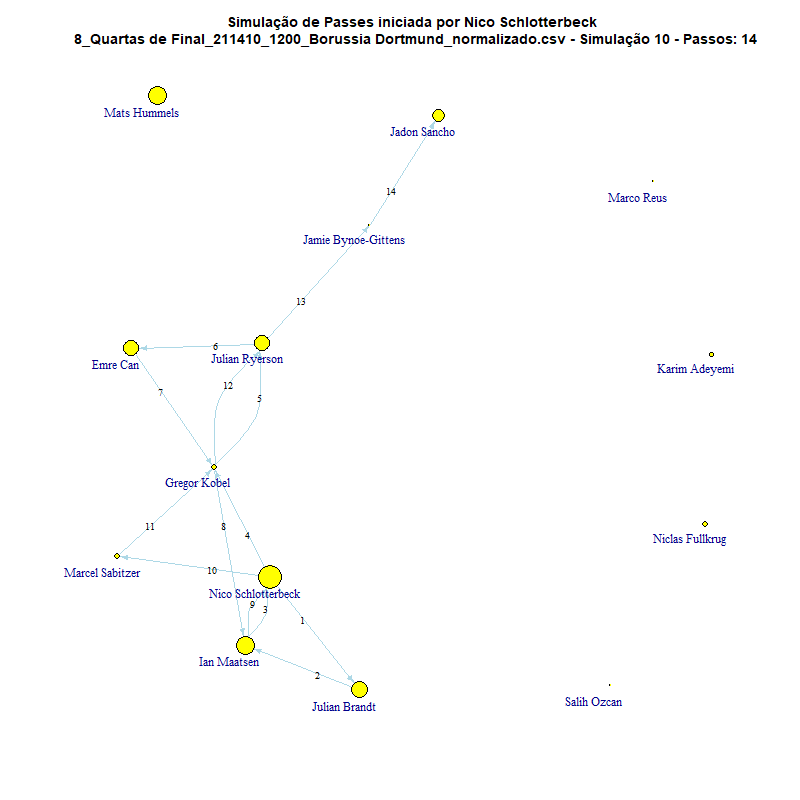 Simulação de Passes iniciada por Nico Schlotterbeck
8_Quartas de Final_211410_1200_Borussia Dortmund_normalizado.csv - Simulação 10 - Passos: 14
Mats Hummels
Jadon Sancho
14
Marco Reus
Jamie Bynoe-Gittens
13
6
Julian Ryerson
Emre Can
Karim Adeyemi
12
7
5
Gregor Kobel
11
8
4
Niclas Fullkrug
Marcel Sabitzer
10
Nico Schlotterbeck
9
3
1
Ian Maatsen
2
Julian Brandt
Salih Ozcan